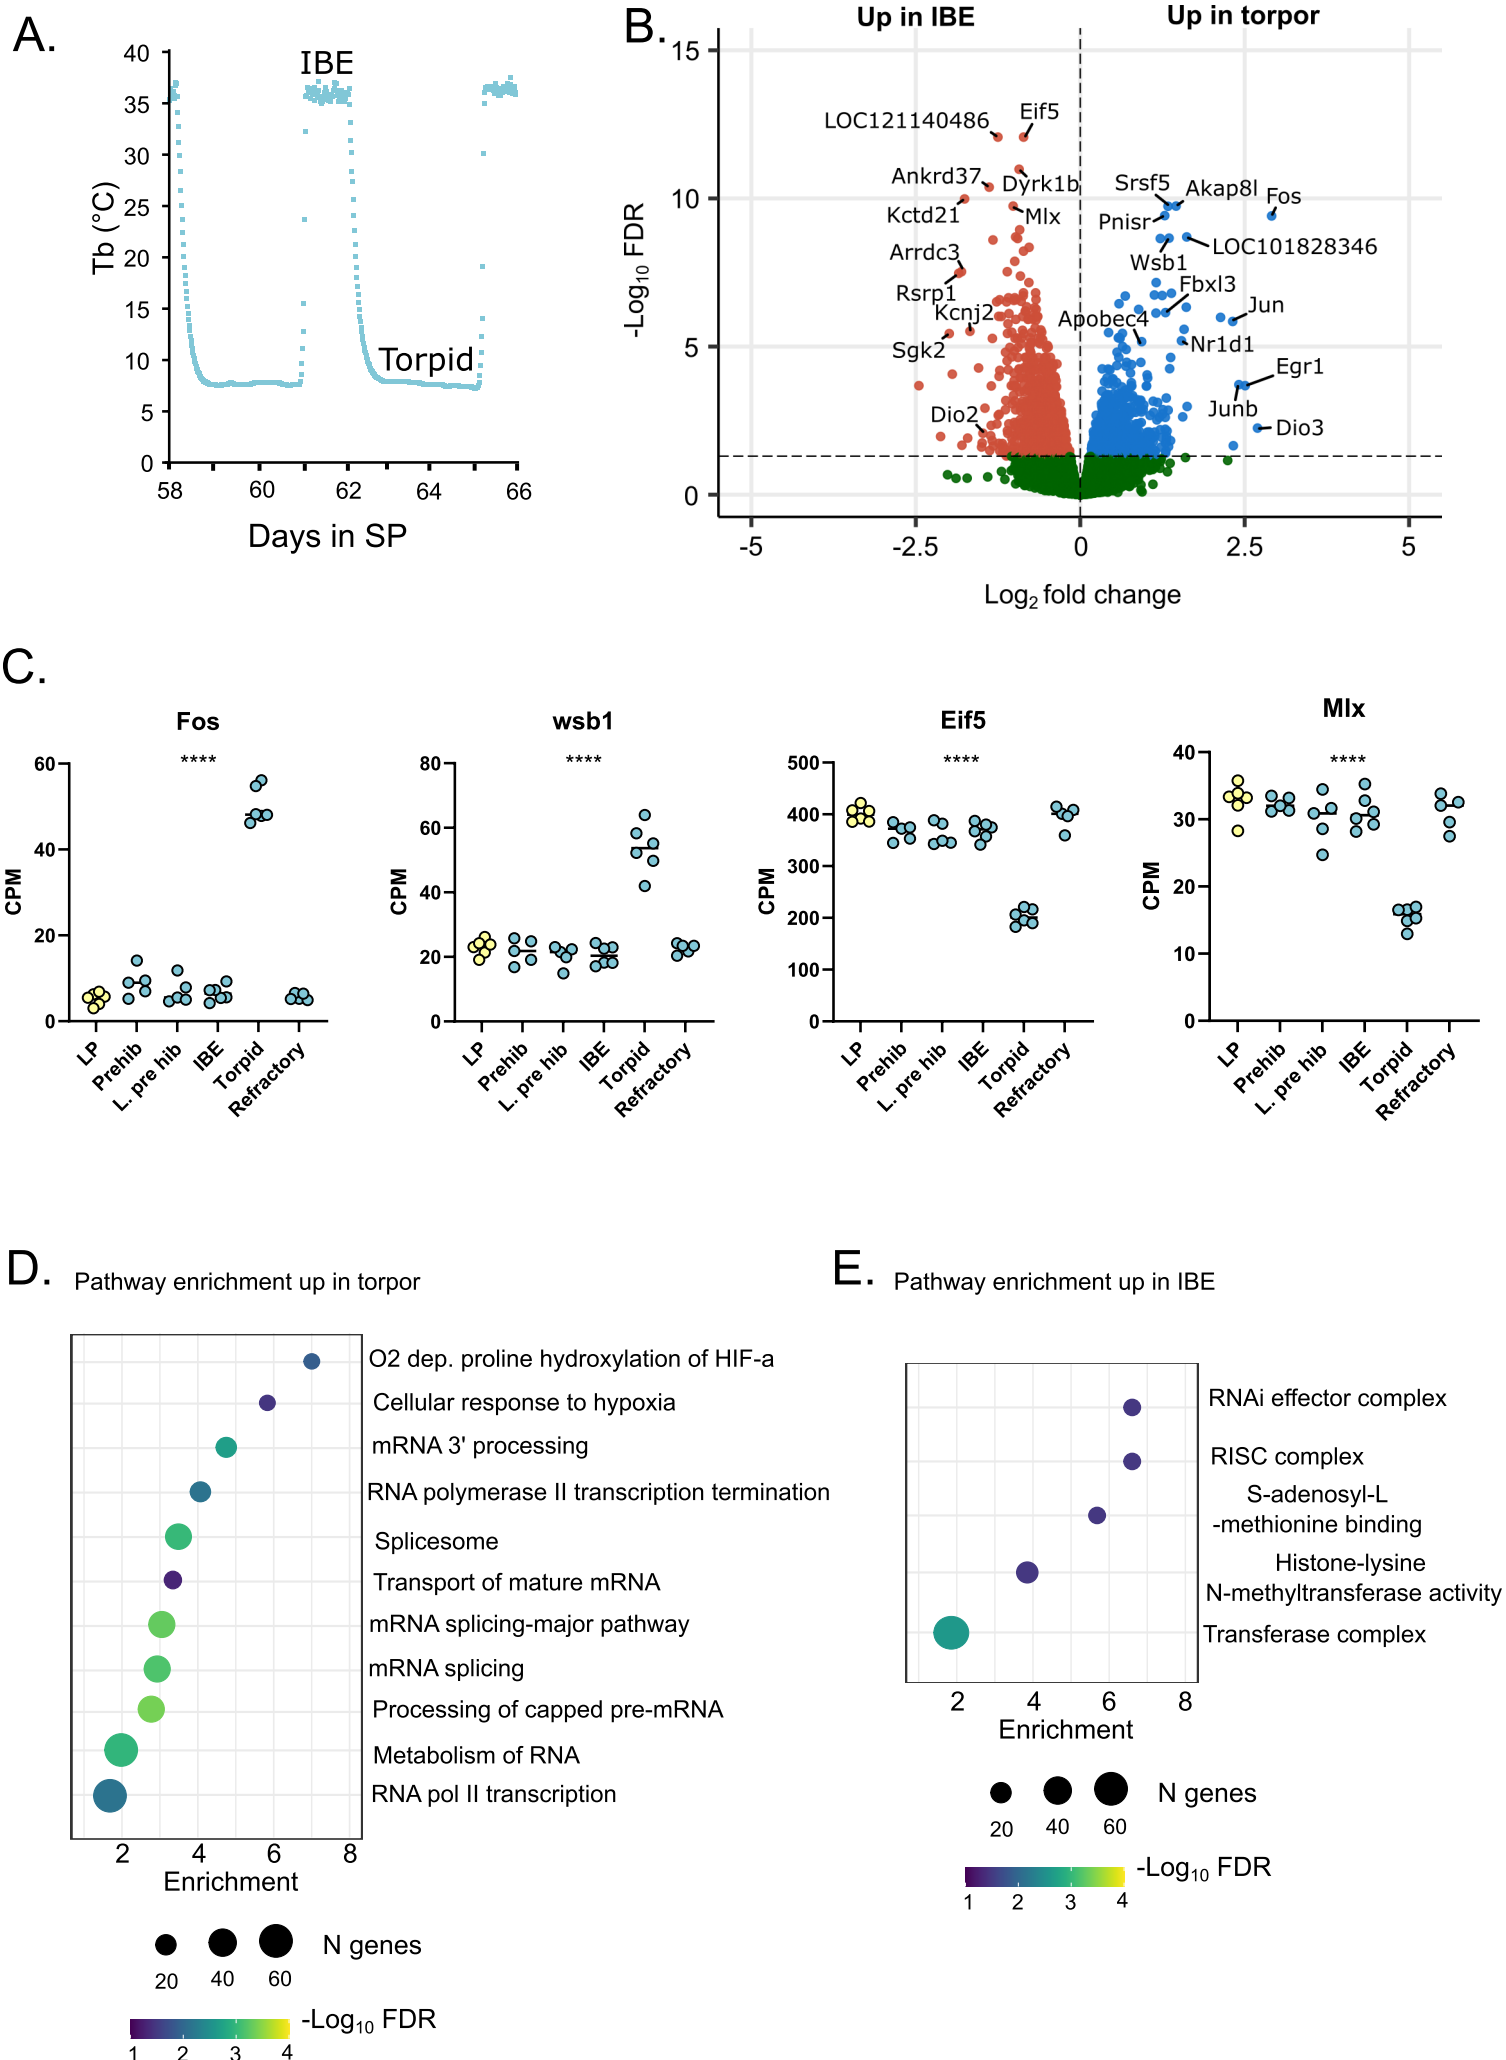 A.
40
35
30
25
20
15
10
5
0
Tb (°C)
IBE
Torpid
58
60
62
64
66
Days in SP
B.
Up in IBE
Up in torpor
15
10
5
0
-Log10 FDR
LOC121140486
Eif5
Ankrd37
Dyrk1b
Kctd21
Mlx
Arrdc3
Rsrp1
Kcnj2
Sgk2
Dio2
Srsf5
Akap8l
Fos
Pnisr
LOC101828346
Wsb1
Fbxl3
Apobec4
Jun
Nr1d1
Egr1
Junb
Dio3
-5
-2.5
0
2.5
5
Log2 fold change
C.
Fos
****
60
40
20
0
CPM
LP
Prehib
L. pre hib
IBE
Torpid
Refractory
wsb1
****
80
60
40
20
0
CPM
LP
Prehib
L. pre hib
IBE
Torpid
Refractory
Eif5
****
500
400
300
200
100
0
CPM
LP
Prehib
L. pre hib
IBE
Torpid
Refractory
Mlx
****
40
30
20
10
0
CPM
LP
Prehib
L. pre hib
IBE
Torpid
Refractory
D.
Pathway enrichment up in torpor
O2 dep. proline hydroxylation of HIF-a
Cellular response to hypoxia
mRNA 3' processing
RNA polymerase II transcription termination
Splicesome
Transport of mature mRNA
mRNA splicing-major pathway
mRNA splicing
Processing of capped pre-mRNA
Metabolism of RNA
RNA pol II transcription
2
4
6
8
Enrichment
N genes
20
40
60
-Log10 FDR
1
2
3
4
E.
Pathway enrichment up in IBE
RNAi effector complex
RISC complex
S-adenosyl-L
-methionine binding
Histone-lysine
N-methyltransferase activity
Transferase complex
2
4
6
8
Enrichment
N genes
20
40
60
-Log10 FDR
1
2
3
4